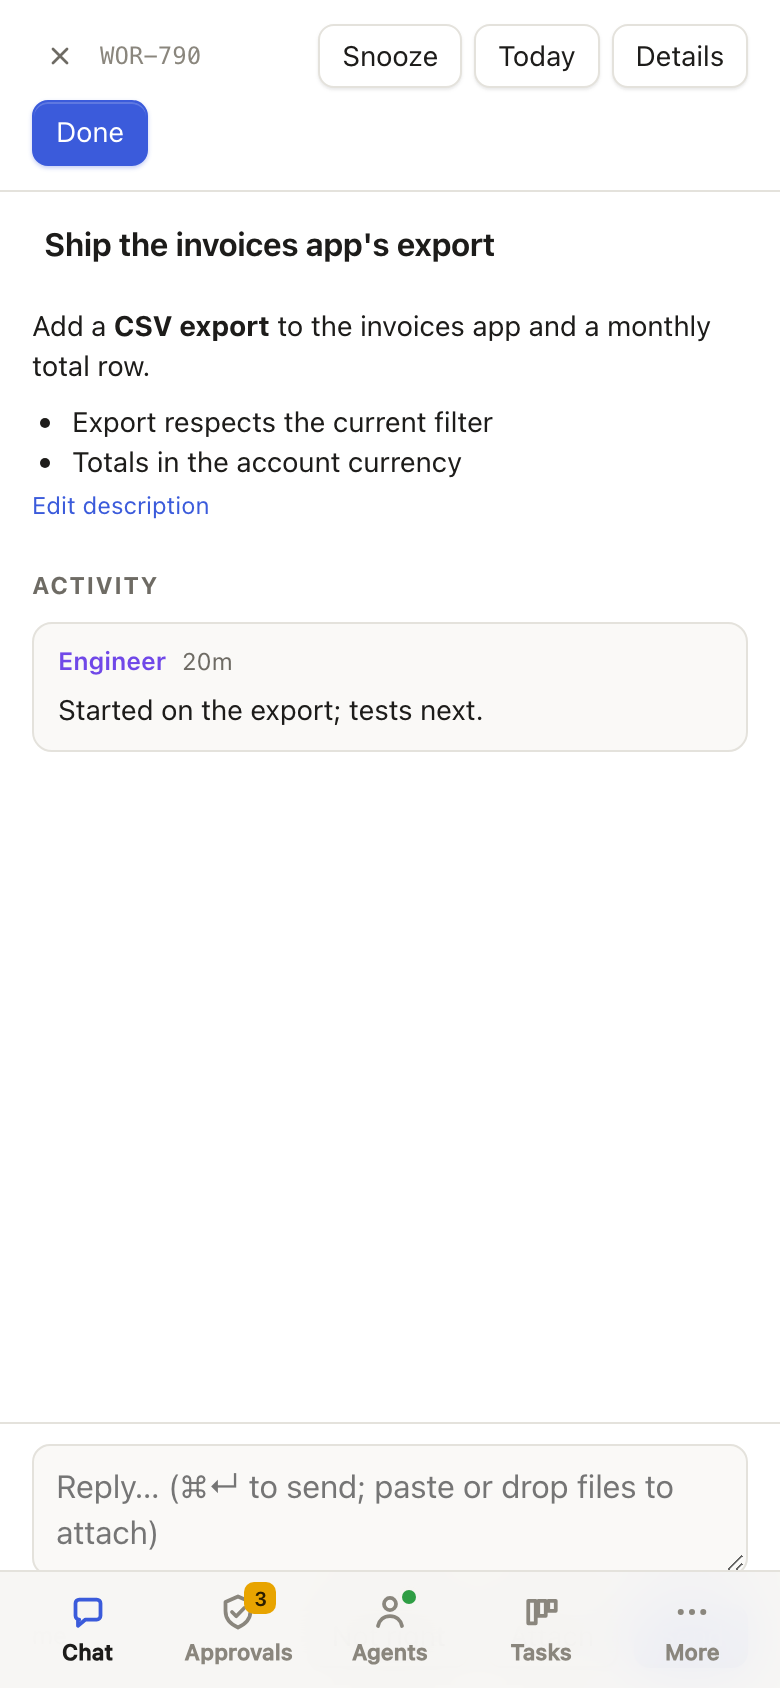 WOR-790
Snooze
Today
Details
Done
Ship the invoices app's export
Add a CSV export to the invoices app and a monthly
total row.
• Export respects the current filter
• Totals in the account currency
Edit description
ACTIVITY
Engineer 20m
Started on the export; tests next.
Reply... (⌘↵ to send; paste or drop files to
attach)
3
Chat
Approvals
Agents
Tasks
More